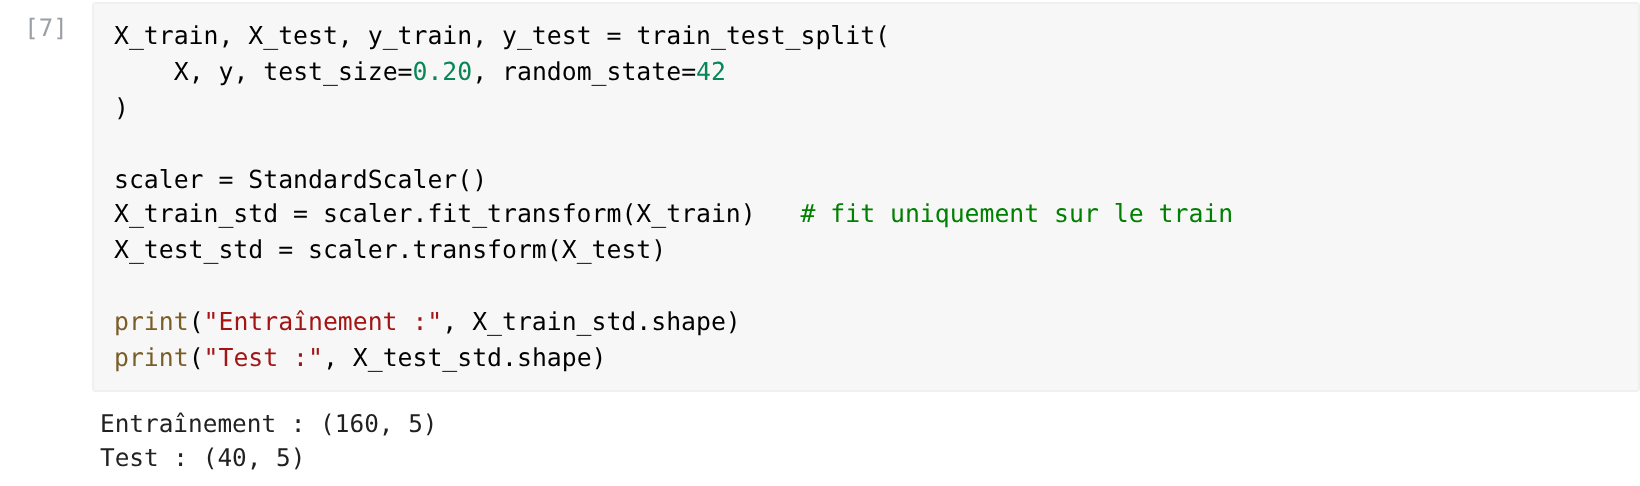 [7]
X_train, X_test, y_train, y_test = train_test_split(
    X, y, test_size=0.20, random_state=42
)
scaler = StandardScaler()
X_train_std = scaler.fit_transform(X_train)   # fit uniquement sur le train
X_test_std = scaler.transform(X_test)
print("Entraînement :", X_train_std.shape)
print("Test :", X_test_std.shape)
Entraînement : (160, 5)
Test : (40, 5)